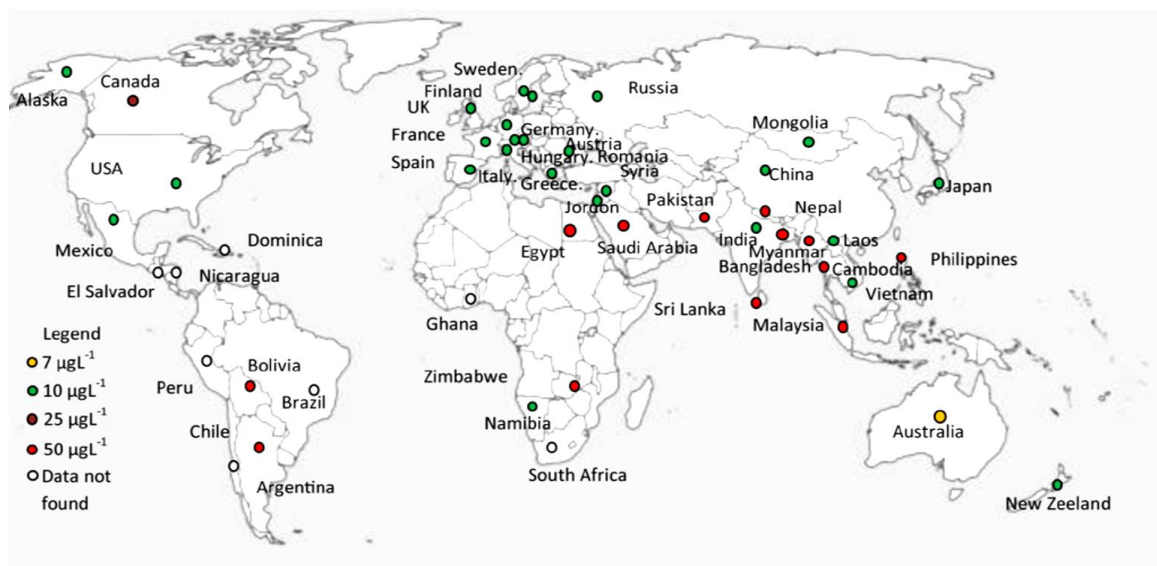 Sweden.
Canada
Finland
Russia
Alaska
UK
Mongolia
France
Germany.
Austria
Spain
Hungary. Romania
USA
Italy.
Greece.
Syria
China
Japan
Jordon
Pakistan
Nepal
Mexico
Dominica
Egypt
Saudi Arabia
India
Myanmar
Laos
Bangladesh
Cambodia
Philippines
El Salvador
Nicaragua
Vietnam
Ghana
Sri Lanka
Malaysia
Legend
7 µgL⁻¹
10 µgL⁻¹
25 µgL⁻¹
50 µgL⁻¹
Data not
found
Bolivia
Peru
Brazil
Zimbabwe
Namibia
Chile
Australia
South Africa
Argentina
New Zeeland